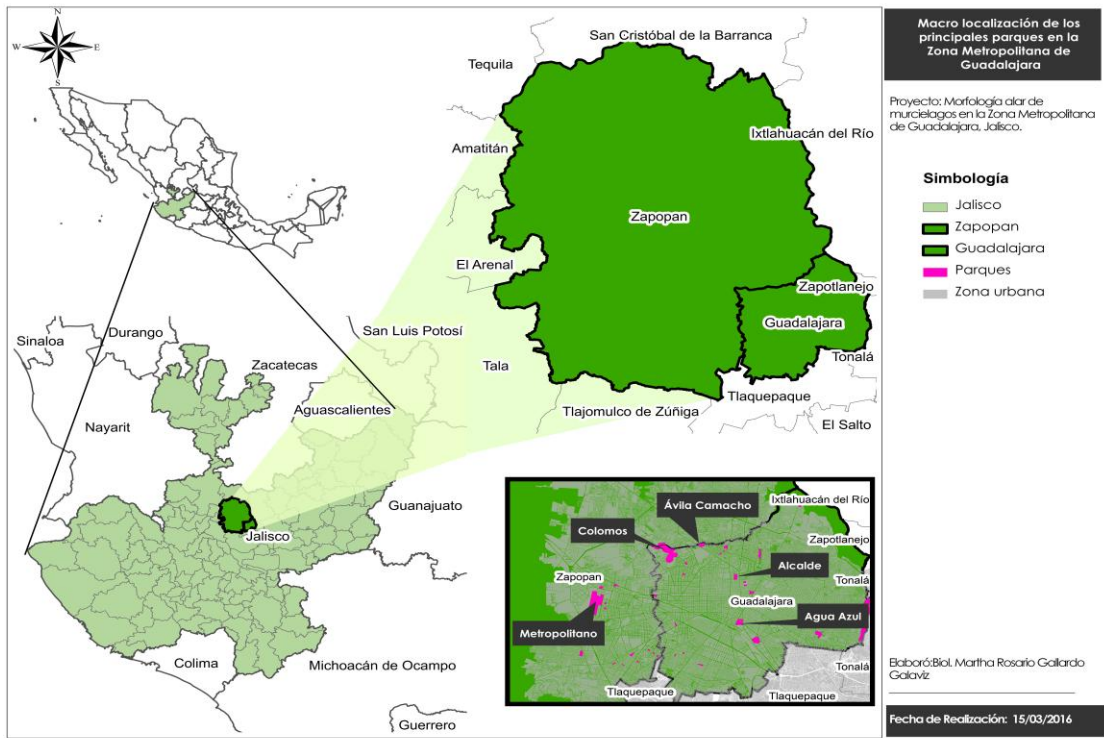 N
W
E
S
San Cristóbal de la Barranca
Tequila
Ixtlahuacán del Río
Amatitán
Zapopan
El Arenal
Zapotlanejo
Guadalajara
Tonalá
Tala
Tlaquepaque
Tlajomulco de Zúñiga
El Salto
Sinaloa
Durango
San Luis Potosí
Zacatecas
Aguascalientes
Nayarit
Guanajuato
Jalisco
Colima
Michoacán de Ocampo
Guerrero
Ixtlahuacán del Río
Ávila Camacho
Colomos
Zapotlanejo
Alcalde
Zapopan
Tonalá
Guadalajara
Agua Azul
Metropolitano
Tonalá
Tlaquepaque
Tlaquepaque
Macro localización de los
principales parques en la
Zona Metropolitana de
Guadalajara
Proyecto: Morfología alar de
murcielagos en la Zona Metropolitana
de Guadalajara, Jalisco.
Simbología
Jalisco
Zapopan
Guadalajara
Parques
Zona urbana
Elaboró:Biol. Martha Rosario Gallardo
Galaviz
Fecha de Realización: 15/03/2016